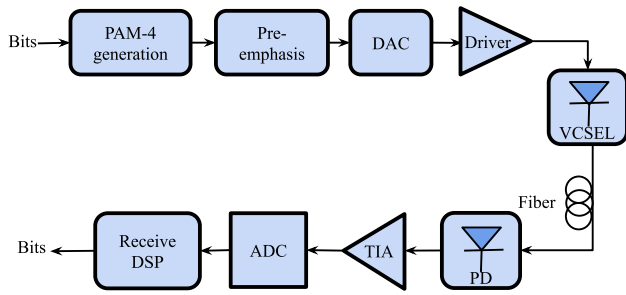 Bits
PAM-4
generation
Pre-
emphasis
DAC
Driver
VCSEL
Fiber
Bits
Receive
DSP
ADC
TIA
PD